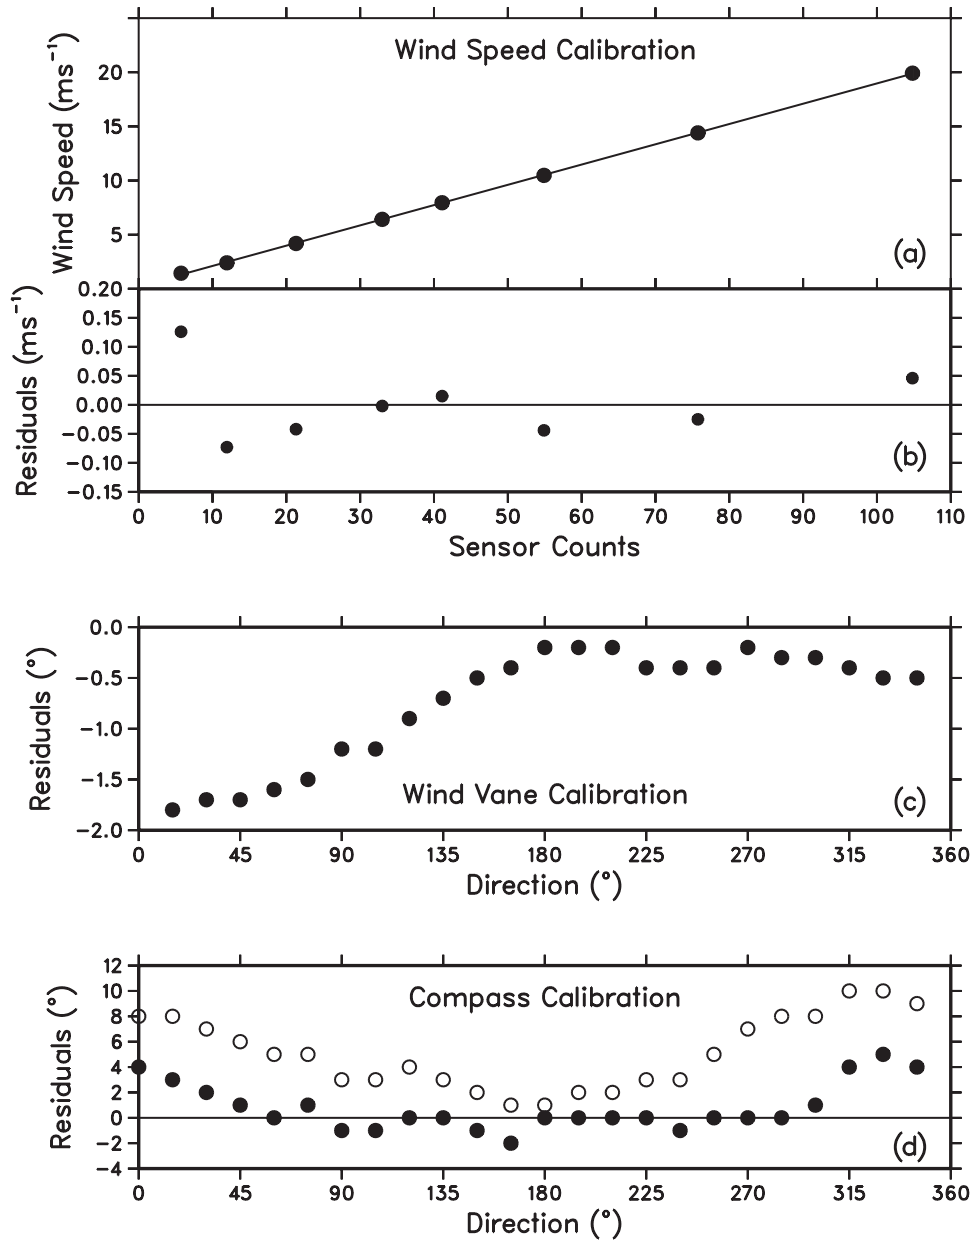 Wind Speed Calibration
Wind Speed (ms⁻¹)
20
15
10
5
(a)
Residuals (ms⁻¹)
0.20
0.15
0.10
0.05
0.00
−0.05
−0.10
−0.15
(b)
0 10 20 30 40 50 60 70 80 90 100 110
Sensor Counts
Residuals (°)
0.0
−0.5
−1.0
−1.5
−2.0
Wind Vane Calibration
(c)
0 45 90 135 180 225 270 315 360
Direction (°)
Residuals (°)
12
10
8
6
4
2
0
−2
−4
Compass Calibration
(d)
0 45 90 135 180 225 270 315 360
Direction (°)